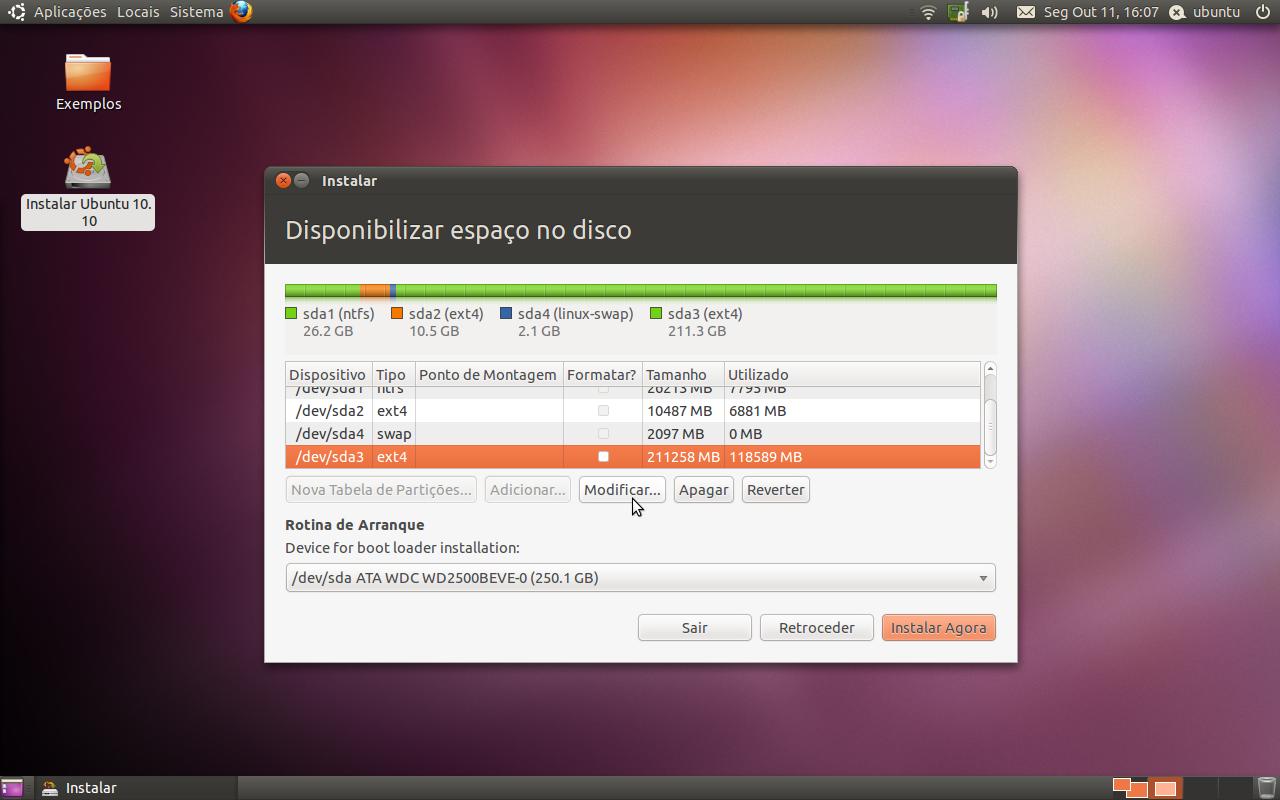 Aplicações Locais Sistema
Seg Out 11, 16:07 ubuntu
Exemplos
Instalar Ubuntu 10.
10
Instalar
Disponibilizar espaço no disco
sda1 (ntfs) sda2 (ext4) sda4 (linux-swap) sda3 (ext4)
26.2 GB 10.5 GB 2.1 GB 211.3 GB
Dispositivo Tipo Ponto de Montagem Formatar? Tamanho Utilizado
/dev/sda1 ntfs 26213 MB 7795 MB
/dev/sda2 ext4 10487 MB 6881 MB
/dev/sda4 swap 2097 MB 0 MB
/dev/sda3 ext4 211258 MB 118589 MB
Nova Tabela de Partições... Adicionar... Modificar... Apagar Reverter
Rotina de Arranque
Device for boot loader installation:
/dev/sda ATA WDC WD2500BEVE-0 (250.1 GB)
Sair Retroceder Instalar Agora
Instalar